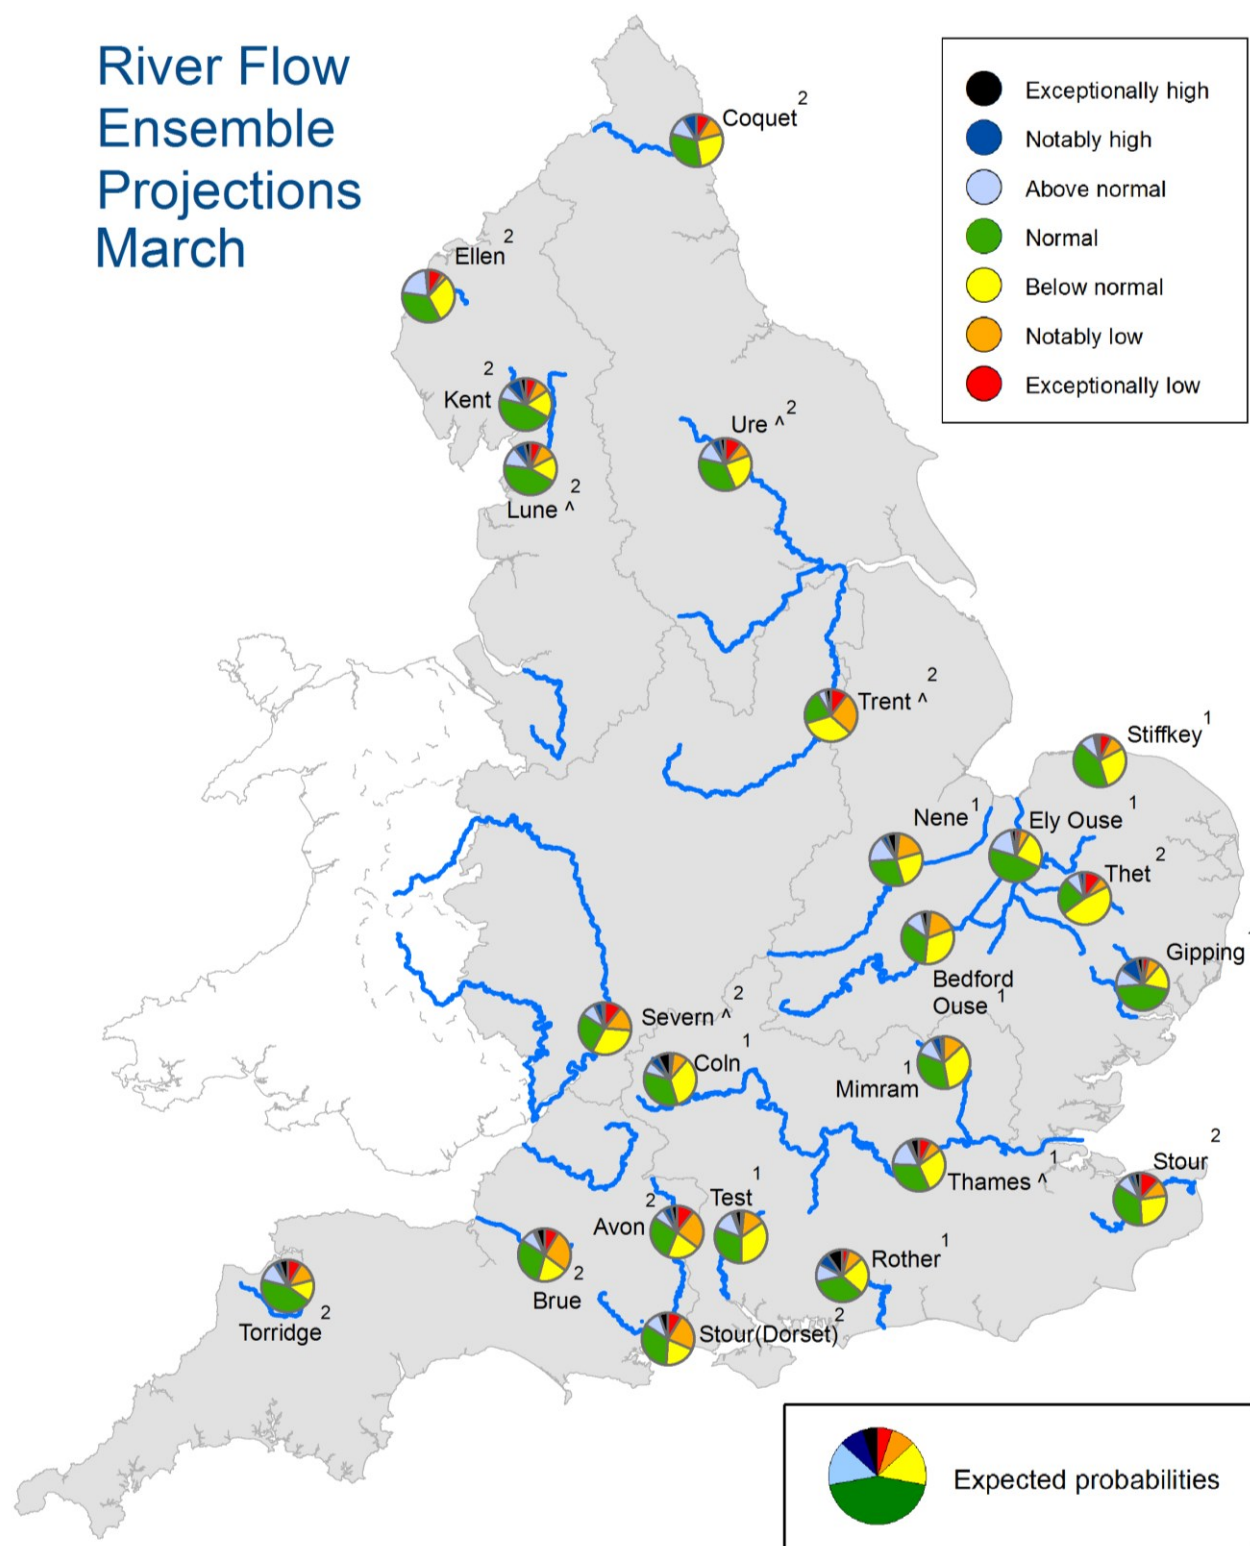 River Flow
Ensemble
Projections
March
Exceptionally high
Notably high
Above normal
Normal
Below normal
Notably low
Exceptionally low
Coquet 2
Ellen 2
2
Kent
Ure ^ 2
2
Lune ^
Trent ^ 2
Stiffkey 1
Nene 1
Ely Ouse 1
Thet 2
Gipping
Bedford
Ouse 1
Severn ^ 2
Coln 1
1
Mimram
2
Stour
1
Thames ^
1
Test
2
Avon
Rother 1
2
Brue
2
Torridge
Stour(Dorset) 2
Expected probabilities